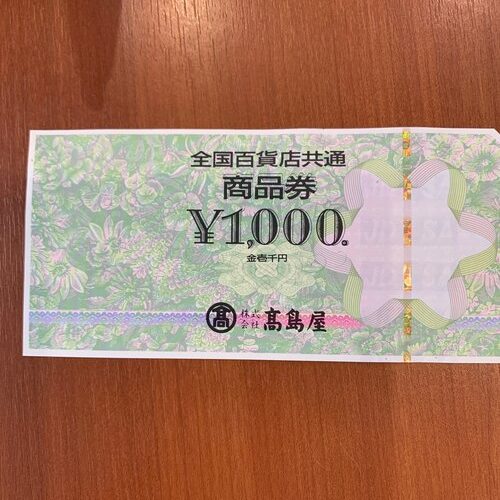 全国百貨店共通
商品券
¥1,000.
金壱千円
髙 株式会社 髙島屋